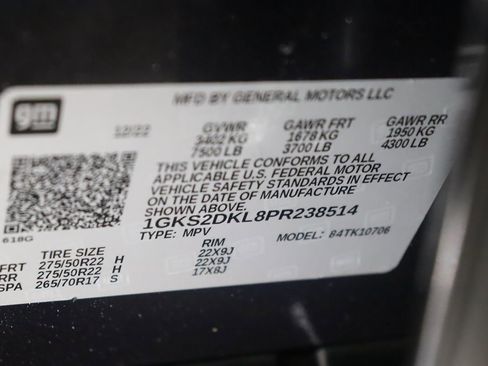 gm
MFD BY GENERAL MOTORS LLC
12/22 GVWR GAWR FRT GAWR RR
3402 KG 1678 KG 1950 KG
7500 LB 3700 LB 4300 LB
THIS VEHICLE CONFORMS TO ALL
APPLICABLE U.S. FEDERAL MOTOR
VEHICLE SAFETY STANDARDS IN EFFECT
ON THE DATE OF MANUFACTURE
SHOWN ABOVE.
1GKS2DKL8PR238514
618G
TYPE: MPV MODEL: 84TK10706
TIRE SIZE RIM
FRT 275/50R22 H 22X9J
RR 275/50R22 H 22X9J
SPA 265/70R17 S 17X8J